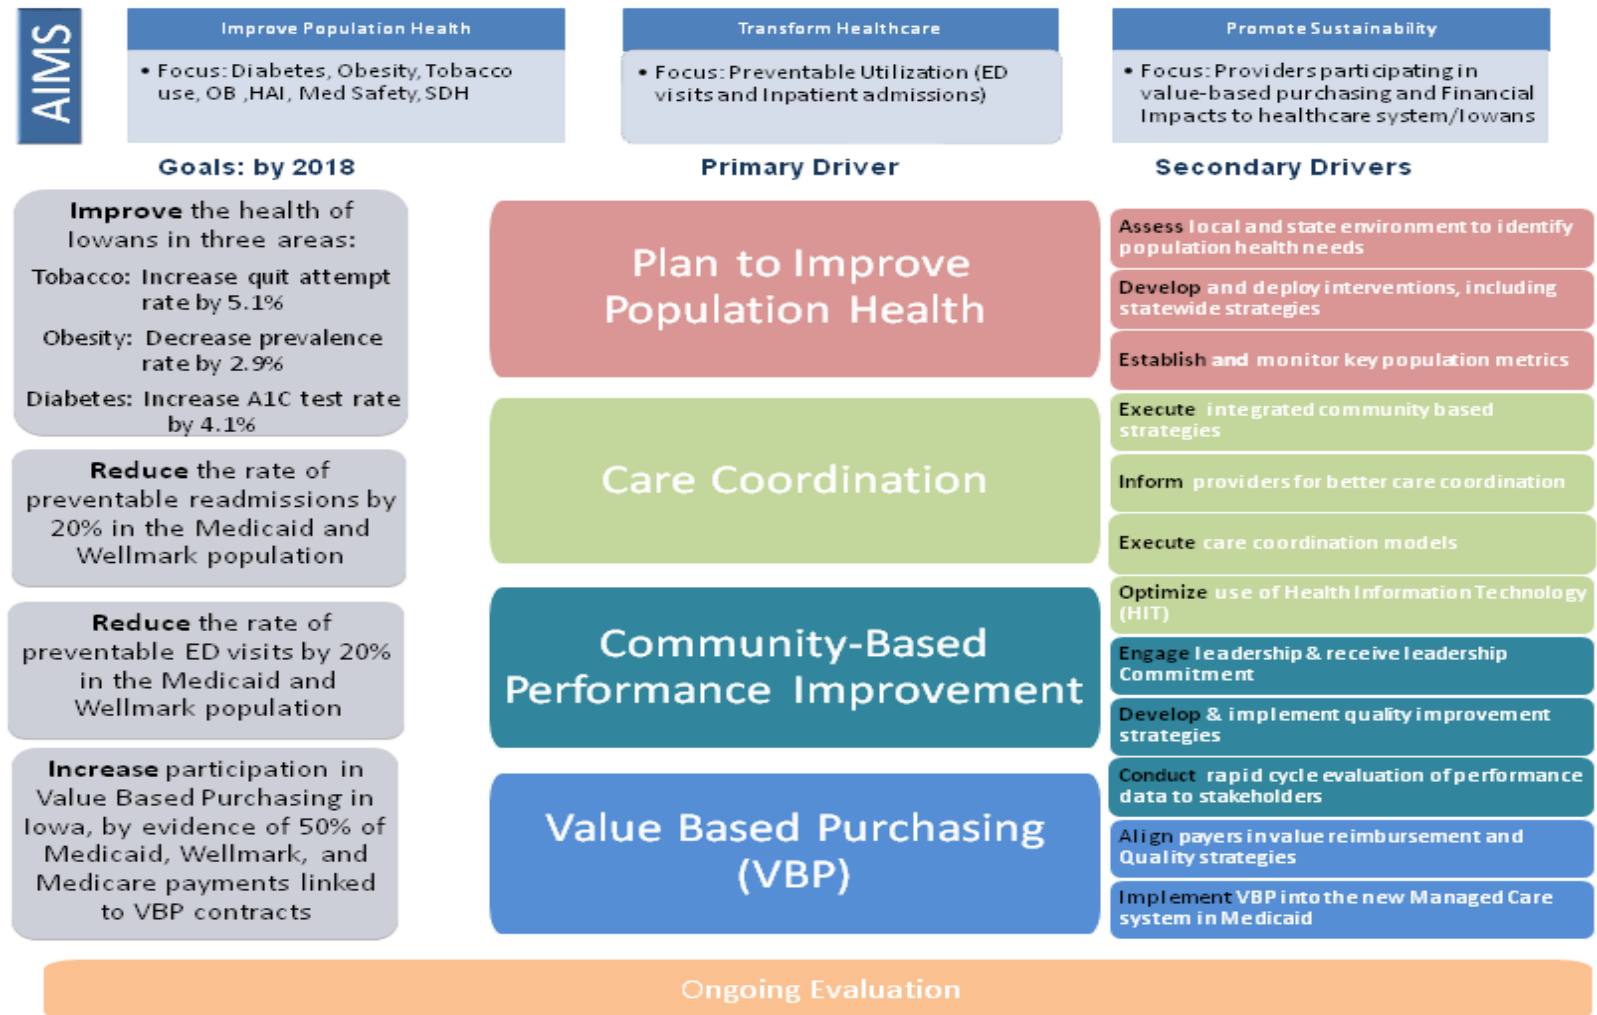 AIMS
Improve Population Health
• Focus: Diabetes, Obesity, Tobacco
use, OB ,HAI, Med Safety, SDH
Transform Healthcare
• Focus: Preventable Utilization (ED
visits and Inpatient admissions)
Promote Sustainability
• Focus: Providers participating in
value-based purchasing and Financial
Impacts to healthcare system/Iowans
Goals: by 2018
Improve the health of
Iowans in three areas:
Tobacco: Increase quit attempt
rate by 5.1%
Obesity: Decrease prevalence
rate by 2.9%
Diabetes: Increase A1C test rate
by 4.1%
Reduce the rate of
preventable readmissions by
20% in the Medicaid and
Wellmark population
Reduce the rate of
preventable ED visits by 20%
in the Medicaid and
Wellmark population
Increase participation in
Value Based Purchasing in
Iowa, by evidence of 50% of
Medicaid, Wellmark, and
Medicare payments linked
to VBP contracts
Primary Driver
Plan to Improve
Population Health
Care Coordination
Community-Based
Performance Improvement
Value Based Purchasing
(VBP)
Secondary Drivers
Assess local and state environment to identify
population health needs
Develop and deploy interventions, including
statewide strategies
Establish and monitor key population metrics
Execute integrated community based
strategies
Inform providers for better care coordination
Execute care coordination models
Optimize use of Health Information Technology
(HIT)
Engage leadership & receive leadership
Commitment
Develop & implement quality improvement
strategies
Conduct rapid cycle evaluation of performance
data to stakeholders
Align payers in value reimbursement and
Quality strategies
Implement VBP into the new Managed Care
system in Medicaid
Ongoing Evaluation